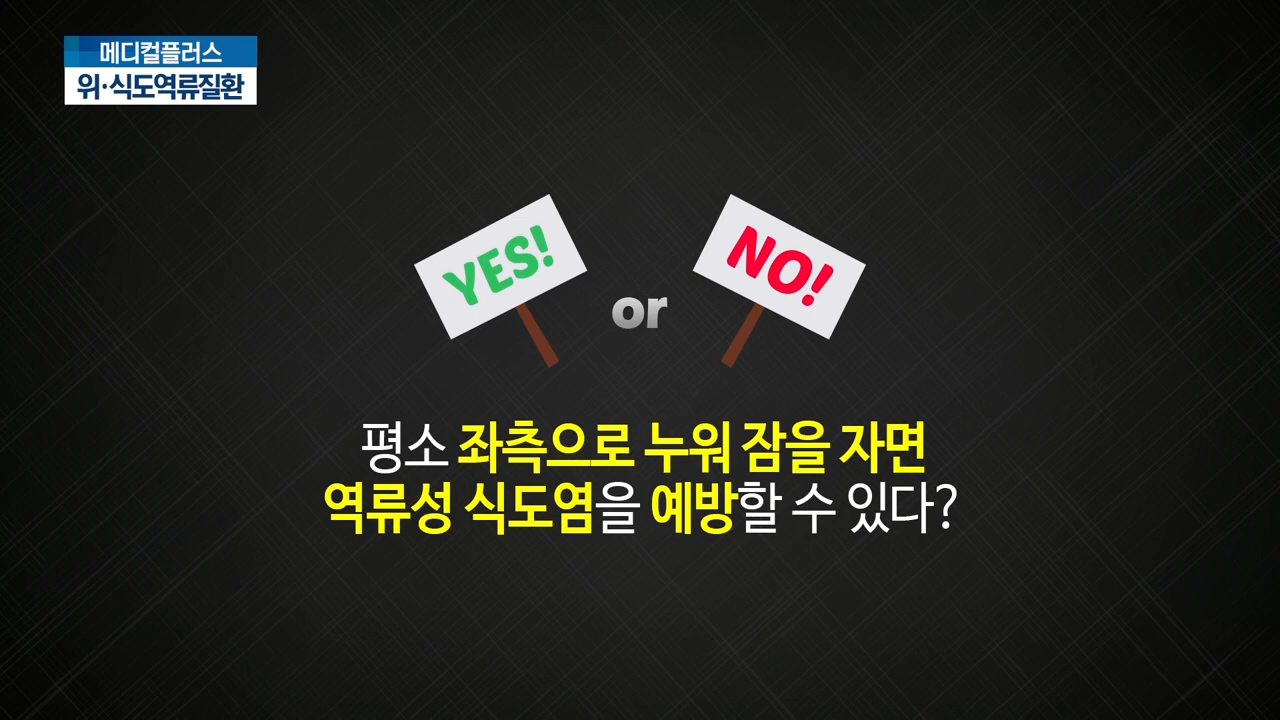 메디컬플러스
위·식도역류질환
YES!
or
NO!
평소 좌측으로 누워 잠을 자면
역류성 식도염을 예방할 수 있다?